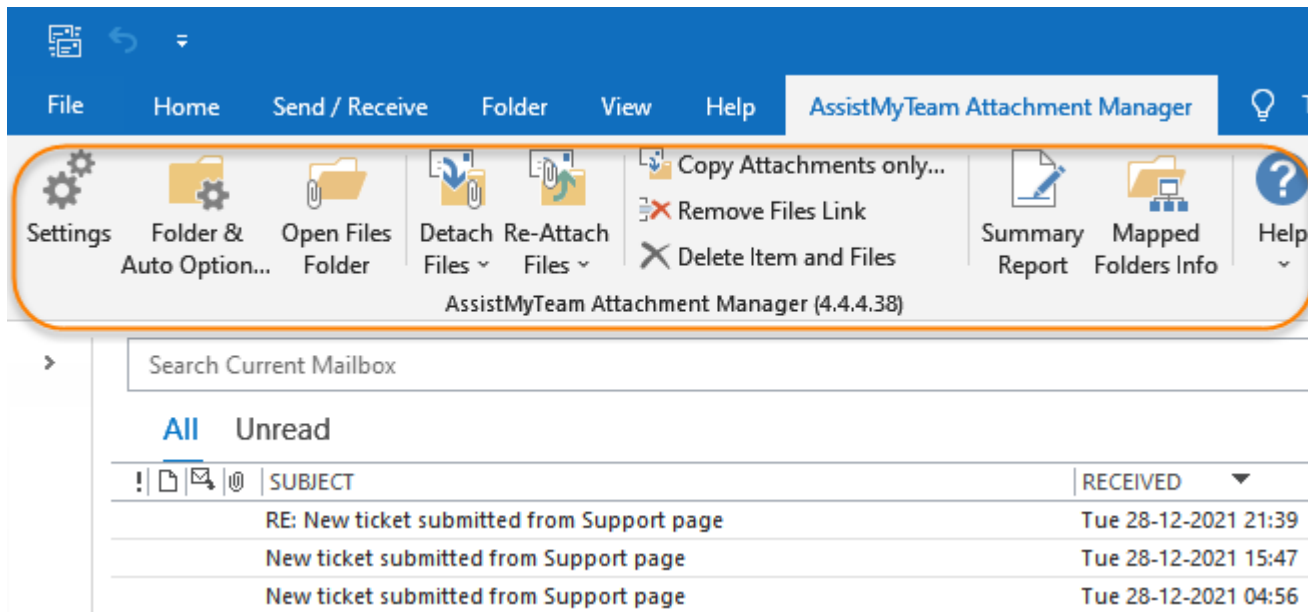 File Home Send / Receive Folder View Help AssistMyTeam Attachment Manager
Settings
Folder &
Auto Option...
Open Files
Folder
Detach
Files
Re-Attach
Files
Copy Attachments only...
Remove Files Link
Delete Item and Files
Summary
Report
Mapped
Folders Info
? Help
AssistMyTeam Attachment Manager (4.4.4.38)
Search Current Mailbox
All Unread
! SUBJECT RECEIVED
RE: New ticket submitted from Support page Tue 28-12-2021 21:39
New ticket submitted from Support page Tue 28-12-2021 15:47
New ticket submitted from Support page Tue 28-12-2021 04:56